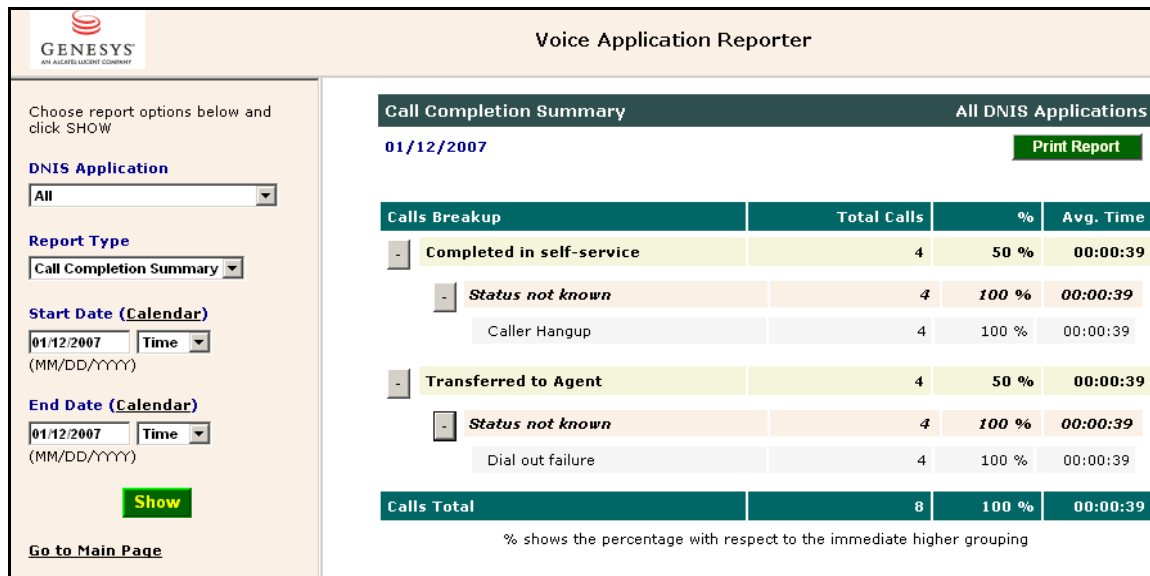 GENESYS
AN ALCATEL-LUCENT COMPANY
Voice Application Reporter
Choose report options below and
click SHOW
DNIS Application
All
Report Type
Call Completion Summary
Start Date (Calendar)
01/12/2007 Time
(MM/DD/YYYY)
End Date (Calendar)
01/12/2007 Time
(MM/DD/YYYY)
Show
Go to Main Page
Call Completion Summary All DNIS Applications
01/12/2007 Print Report
Calls Breakup Total Calls % Avg. Time
- Completed in self-service 4 50 % 00:00:39
- Status not known 4 100 % 00:00:39
Caller Hangup 4 100 % 00:00:39
- Transferred to Agent 4 50 % 00:00:39
- Status not known 4 100 % 00:00:39
Dial out failure 4 100 % 00:00:39
Calls Total 8 100 % 00:00:39
% shows the percentage with respect to the immediate higher grouping